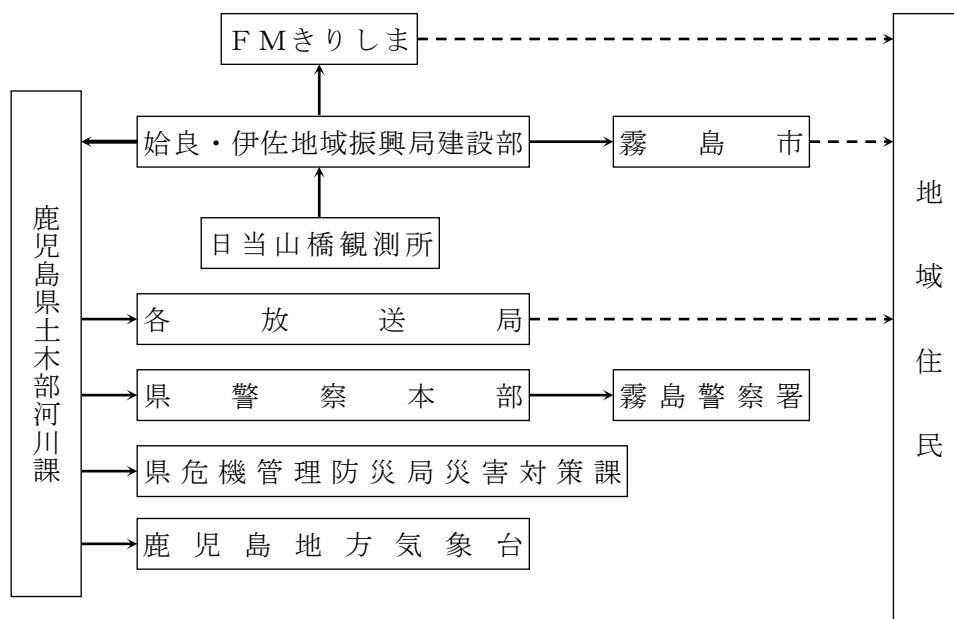 ＦＭきりしま
姶良・伊佐地域振興局建設部
霧島市
日当山橋観測所
鹿児島県土木部河川課
各放送局
県警察本部
霧島警察署
県危機管理防災局災害対策課
鹿児島地方気象台
地域住民